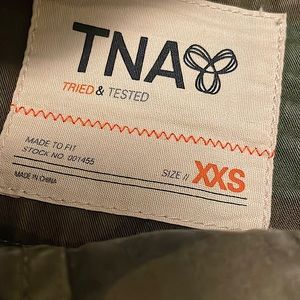 TNA
TRIED & TESTED
MADE TO FIT
STOCK NO. 001455
SIZE // XXS
MADE IN CHINA